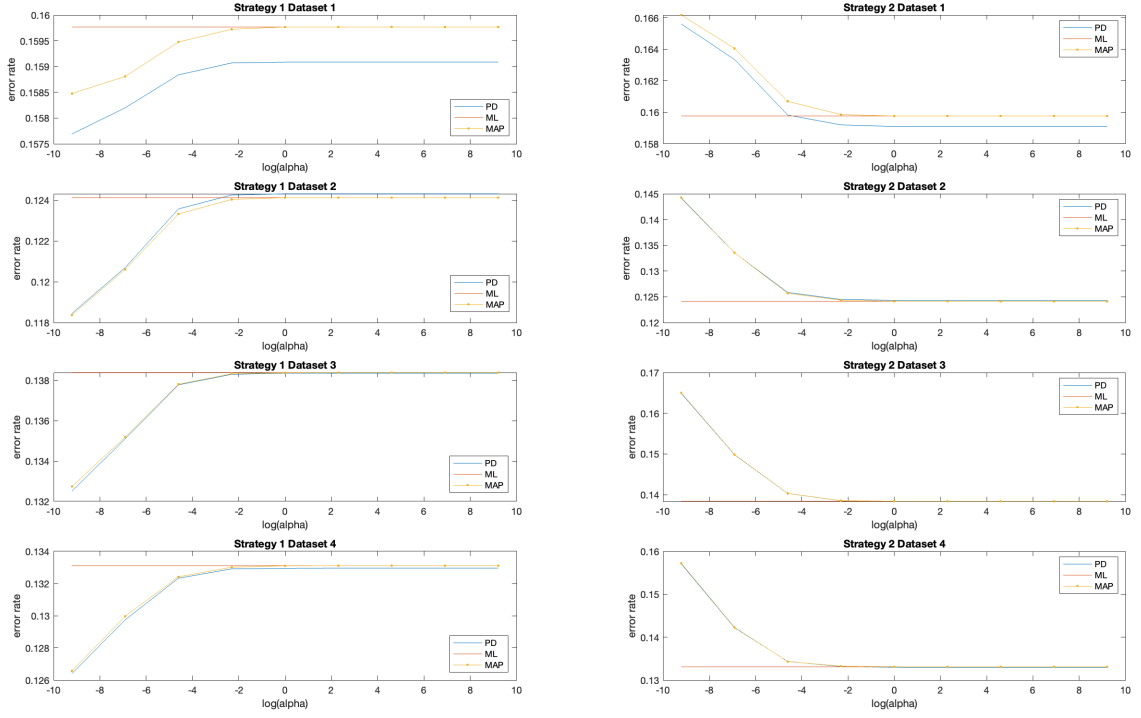 Strategy 1 Dataset 1
0.16
0.1595
0.159
0.1585
0.158
0.1575
error rate
PD
ML
MAP
-10 -8 -6 -4 -2 0 2 4 6 8 10
log(alpha)
Strategy 2 Dataset 1
0.166
0.164
0.162
0.16
0.158
error rate
PD
ML
MAP
-10 -8 -6 -4 -2 0 2 4 6 8 10
log(alpha)
Strategy 1 Dataset 2
0.124
0.122
0.12
0.118
error rate
PD
ML
MAP
-10 -8 -6 -4 -2 0 2 4 6 8 10
log(alpha)
Strategy 2 Dataset 2
0.145
0.14
0.135
0.13
0.125
0.12
error rate
PD
ML
MAP
-10 -8 -6 -4 -2 0 2 4 6 8 10
log(alpha)
Strategy 1 Dataset 3
0.138
0.136
0.134
0.132
error rate
PD
ML
MAP
-10 -8 -6 -4 -2 0 2 4 6 8 10
log(alpha)
Strategy 2 Dataset 3
0.17
0.16
0.15
0.14
error rate
PD
ML
MAP
-10 -8 -6 -4 -2 0 2 4 6 8 10
log(alpha)
Strategy 1 Dataset 4
0.134
0.132
0.13
0.128
0.126
error rate
PD
ML
MAP
-10 -8 -6 -4 -2 0 2 4 6 8 10
log(alpha)
Strategy 2 Dataset 4
0.16
0.15
0.14
0.13
error rate
PD
ML
MAP
-10 -8 -6 -4 -2 0 2 4 6 8 10
log(alpha)